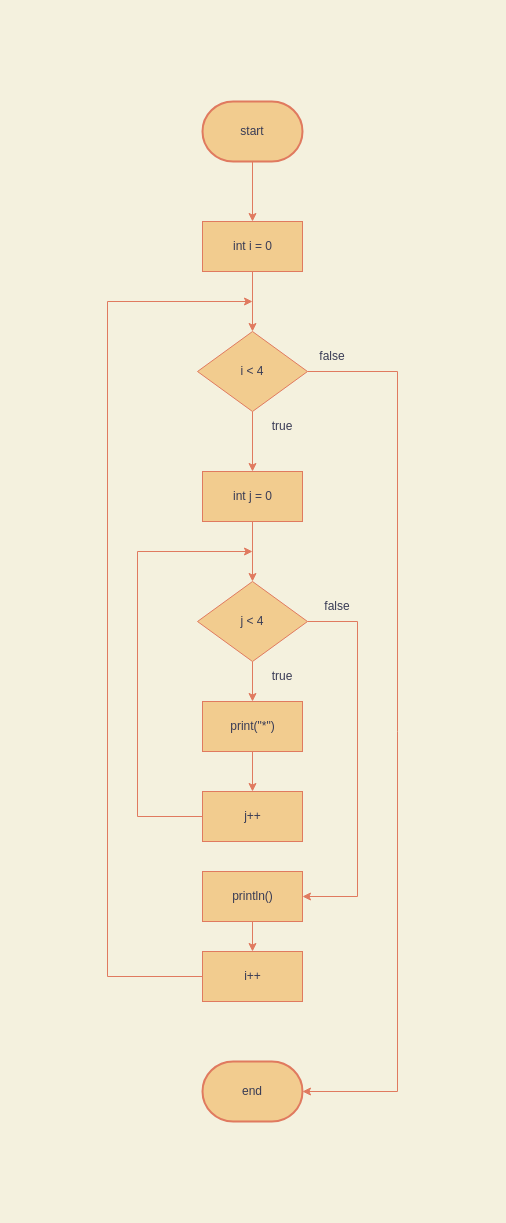 start
int i = 0
i < 4
false
true
int j = 0
j < 4
false
true
print("*")
j++
println()
i++
end